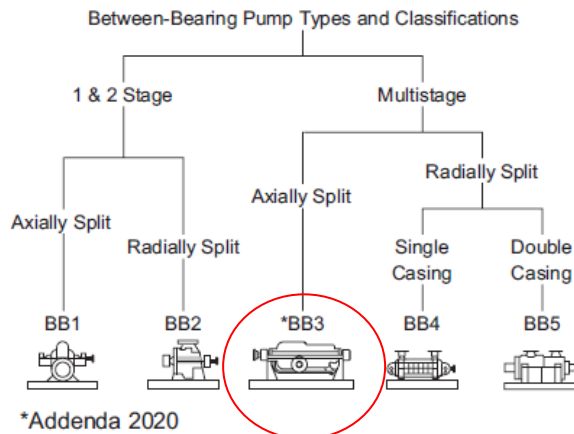 Between-Bearing Pump Types and Classifications
1 & 2 Stage
Multistage
Axially Split
Radially Split
Axially Split
Radially Split
Single
Casing
Double
Casing
BB1
BB2
*BB3
BB4
BB5
*Addenda 2020